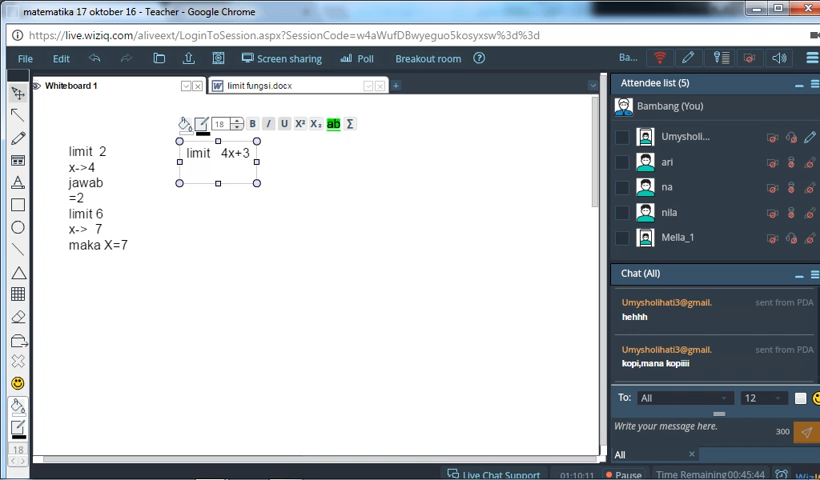 matematika 17 oktober 16 - Teacher - Google Chrome
https://live.wiziq.com/aliveext/LoginToSession.aspx?SessionCode=w4aWufDBwyeguo5kosyxsw%3d%3d
File Edit Screen sharing Poll Breakout room ? Ba...
Whiteboard 1 limit fungsi.docx
18 B I U X² X₂ ab Σ
limit 2
x->4
jawab
=2
limit 6
x-> 7
maka X=7
limit 4x+3
18
Attendee list (5)
Bambang (You)
Umysholi...
ari
na
nila
Mella_1
Chat (All)
Umysholihati3@gmail. sent from PDA
hehhh
Umysholihati3@gmail. sent from PDA
kopi,mana kopiiii
To: All 12
Write your message here. 300
All x
Live Chat Support 01:10:11 Pause Time Remaining 00:45:44